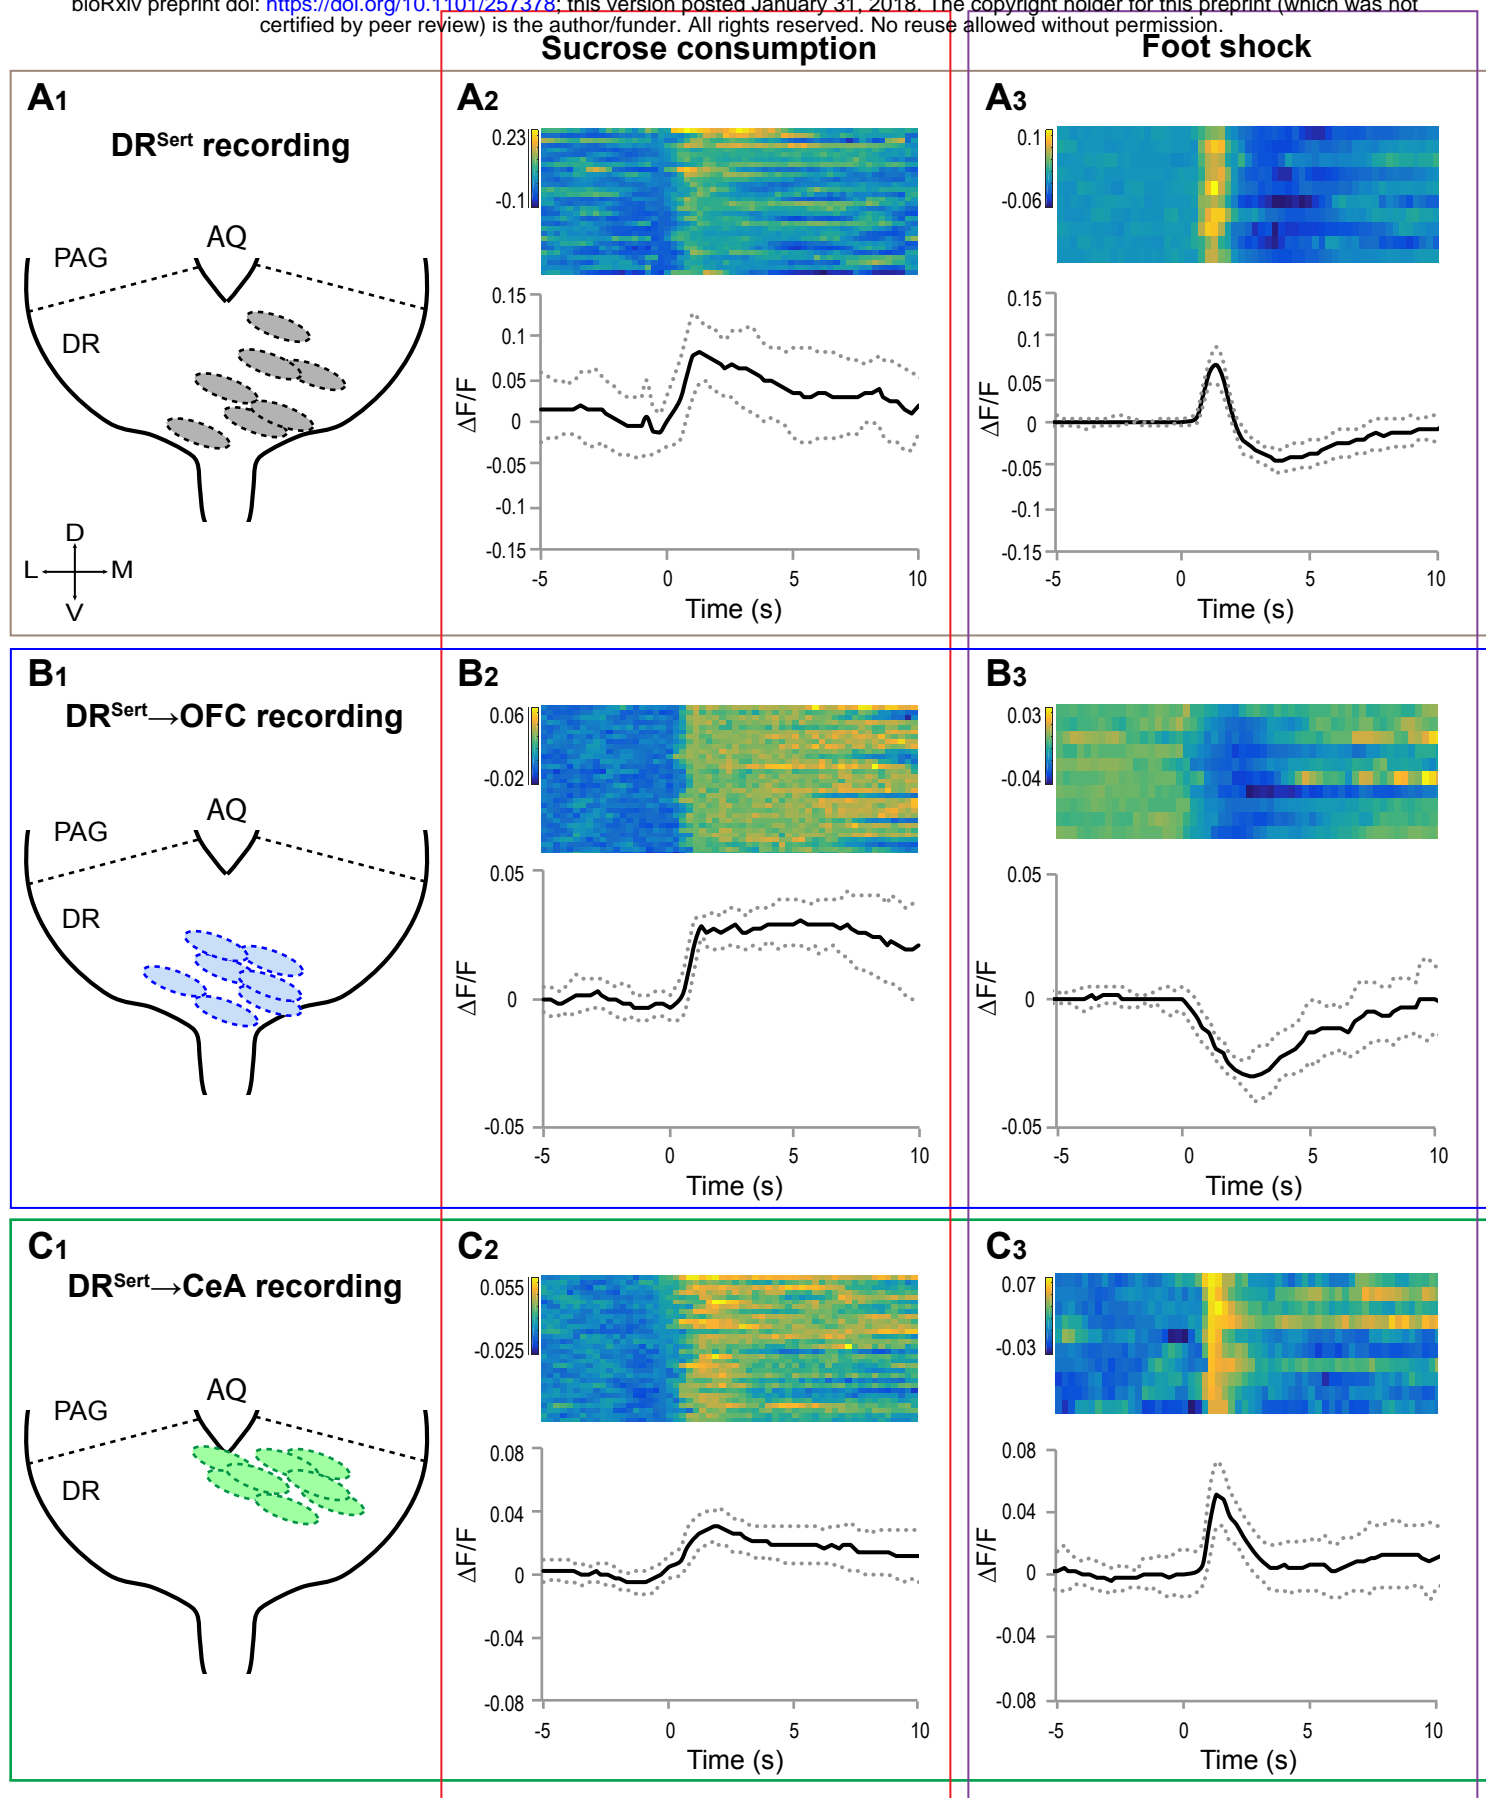 bioRxiv preprint doi: https://doi.org/10.1101/257378; this version posted January 31, 2018. The copyright holder for this preprint (which was not
certified by peer review) is the author/funder. All rights reserved. No reuse allowed without permission.
Sucrose consumption
Foot shock
A1
DRSert recording
PAG
AQ
DR
D
L
M
V
A2
0.23
-0.1
0.15
0.1
0.05
0
-0.05
-0.1
-0.15
ΔF/F
-5
0
5
10
Time (s)
A3
0.1
-0.06
0.15
0.1
0.05
0
-0.05
-0.1
-0.15
ΔF/F
-5
0
5
10
Time (s)
B1
DRSert→OFC recording
PAG
AQ
DR
B2
0.06
-0.02
0.05
0
-0.05
ΔF/F
-5
0
5
10
Time (s)
B3
0.03
-0.04
0.05
0
-0.05
ΔF/F
-5
0
5
10
Time (s)
C1
DRSert→CeA recording
PAG
AQ
DR
C2
0.055
-0.025
0.08
0.04
0
-0.04
-0.08
ΔF/F
-5
0
5
10
Time (s)
C3
0.07
-0.03
0.08
0.04
0
-0.04
-0.08
ΔF/F
-5
0
5
10
Time (s)